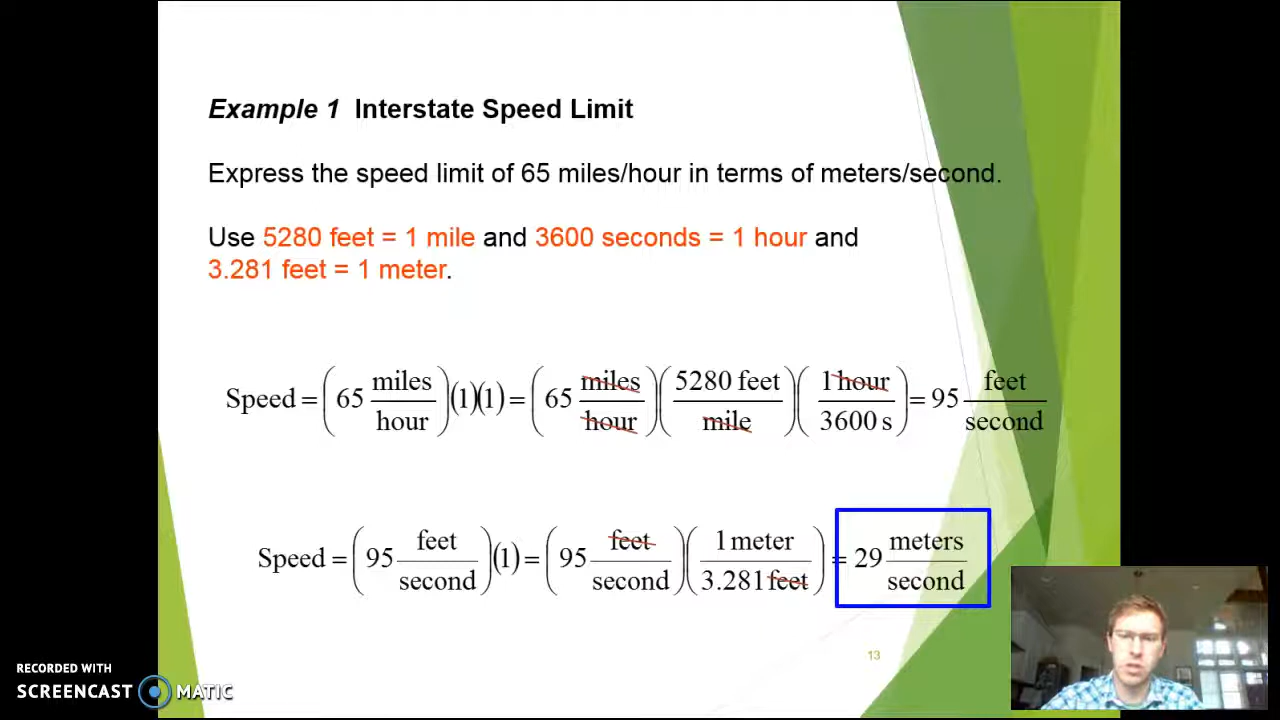 Example 1 Interstate Speed Limit
Express the speed limit of 65 miles/hour in terms of meters/second.
Use 5280 feet = 1 mile and 3600 seconds = 1 hour and
3.281 feet = 1 meter.
Speed = (65 miles/hour)(1)(1) = (65 miles/hour)(5280 feet/mile)(1 hour/3600 s) = 95 feet/second
Speed = (95 feet/second)(1) = (95 feet/second)(1 meter/3.281 feet) = 29 meters/second
13
RECORDED WITH
SCREENCAST MATIC